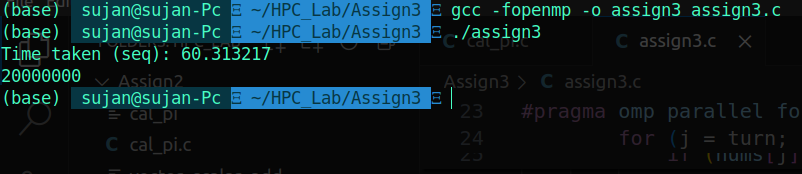 (base) sujan@sujan-Pc Ξ ~/HPC_Lab/Assign3 Ξ gcc -fopenmp -o assign3 assign3.c
(base) sujan@sujan-Pc Ξ ~/HPC_Lab/Assign3 Ξ ./assign3
Time taken (seq): 60.313217
20000000
(base) sujan@sujan-Pc Ξ ~/HPC_Lab/Assign3 Ξ
assign3.c
Assign2
cal_pi
cal_pi.c
Assign3 > assign3.c
23 #pragma omp parallel fo
24 for (j = turn;
25 if (nums[j]